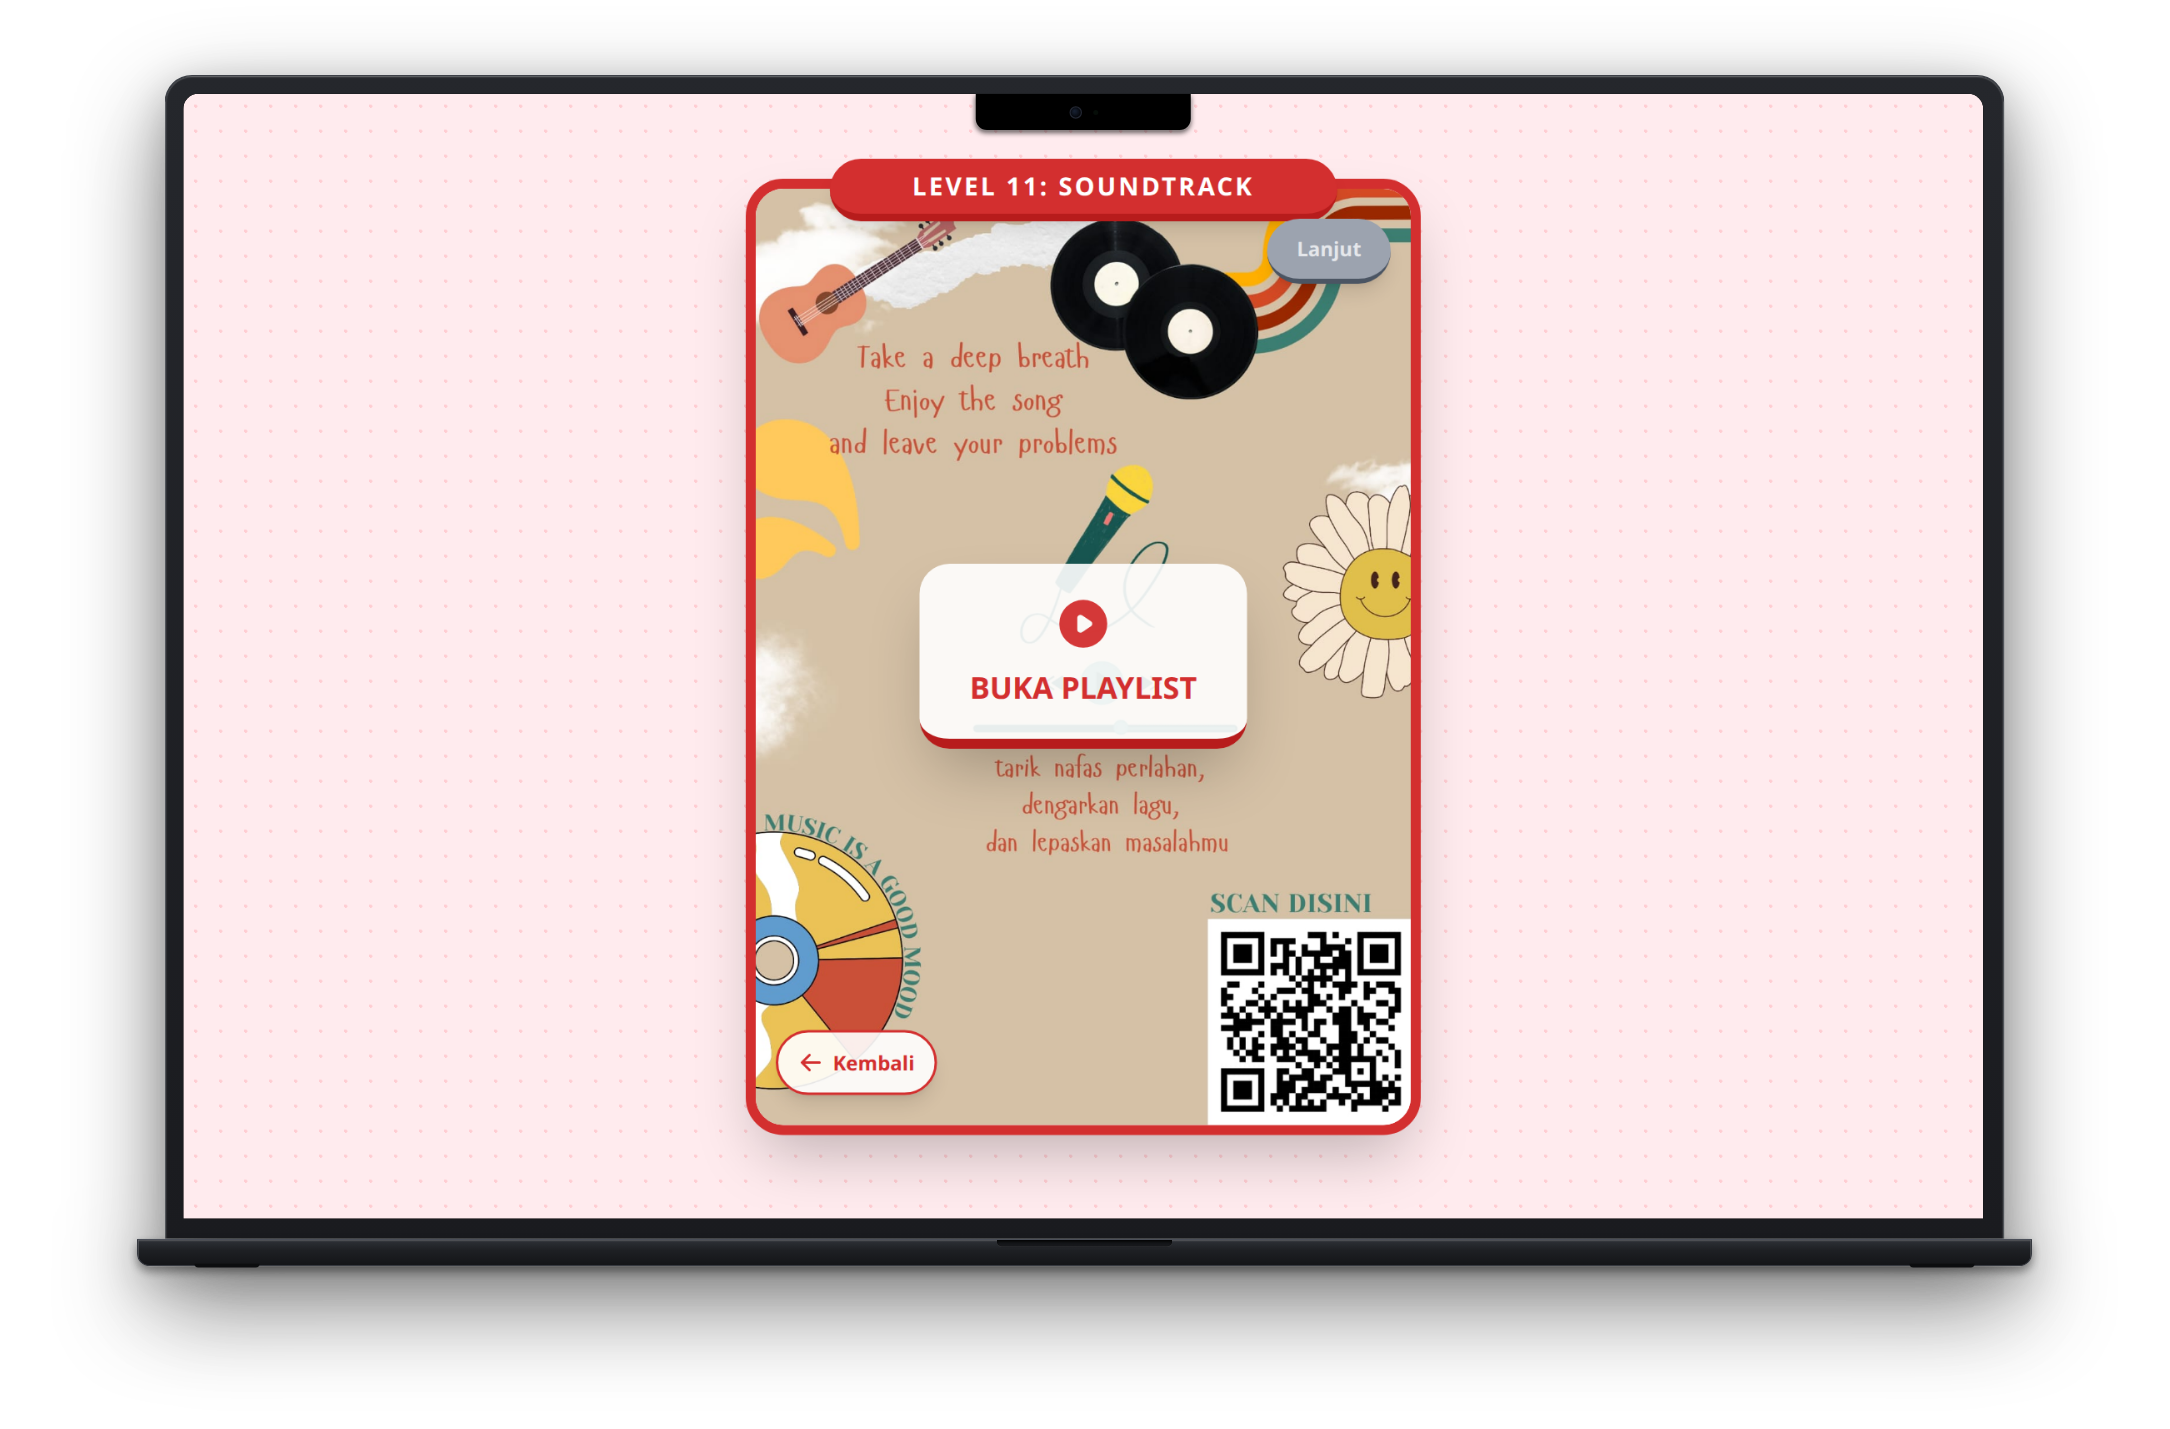 LEVEL 11: SOUNDTRACK
Lanjut
Take a deep breath
Enjoy the song
and leave your problems
BUKA PLAYLIST
tarik nafas perlahan,
dengarkan lagu,
dan lepaskan masalahmu
MUSIC IS A GOOD MOOD
SCAN DISINI
Kembali